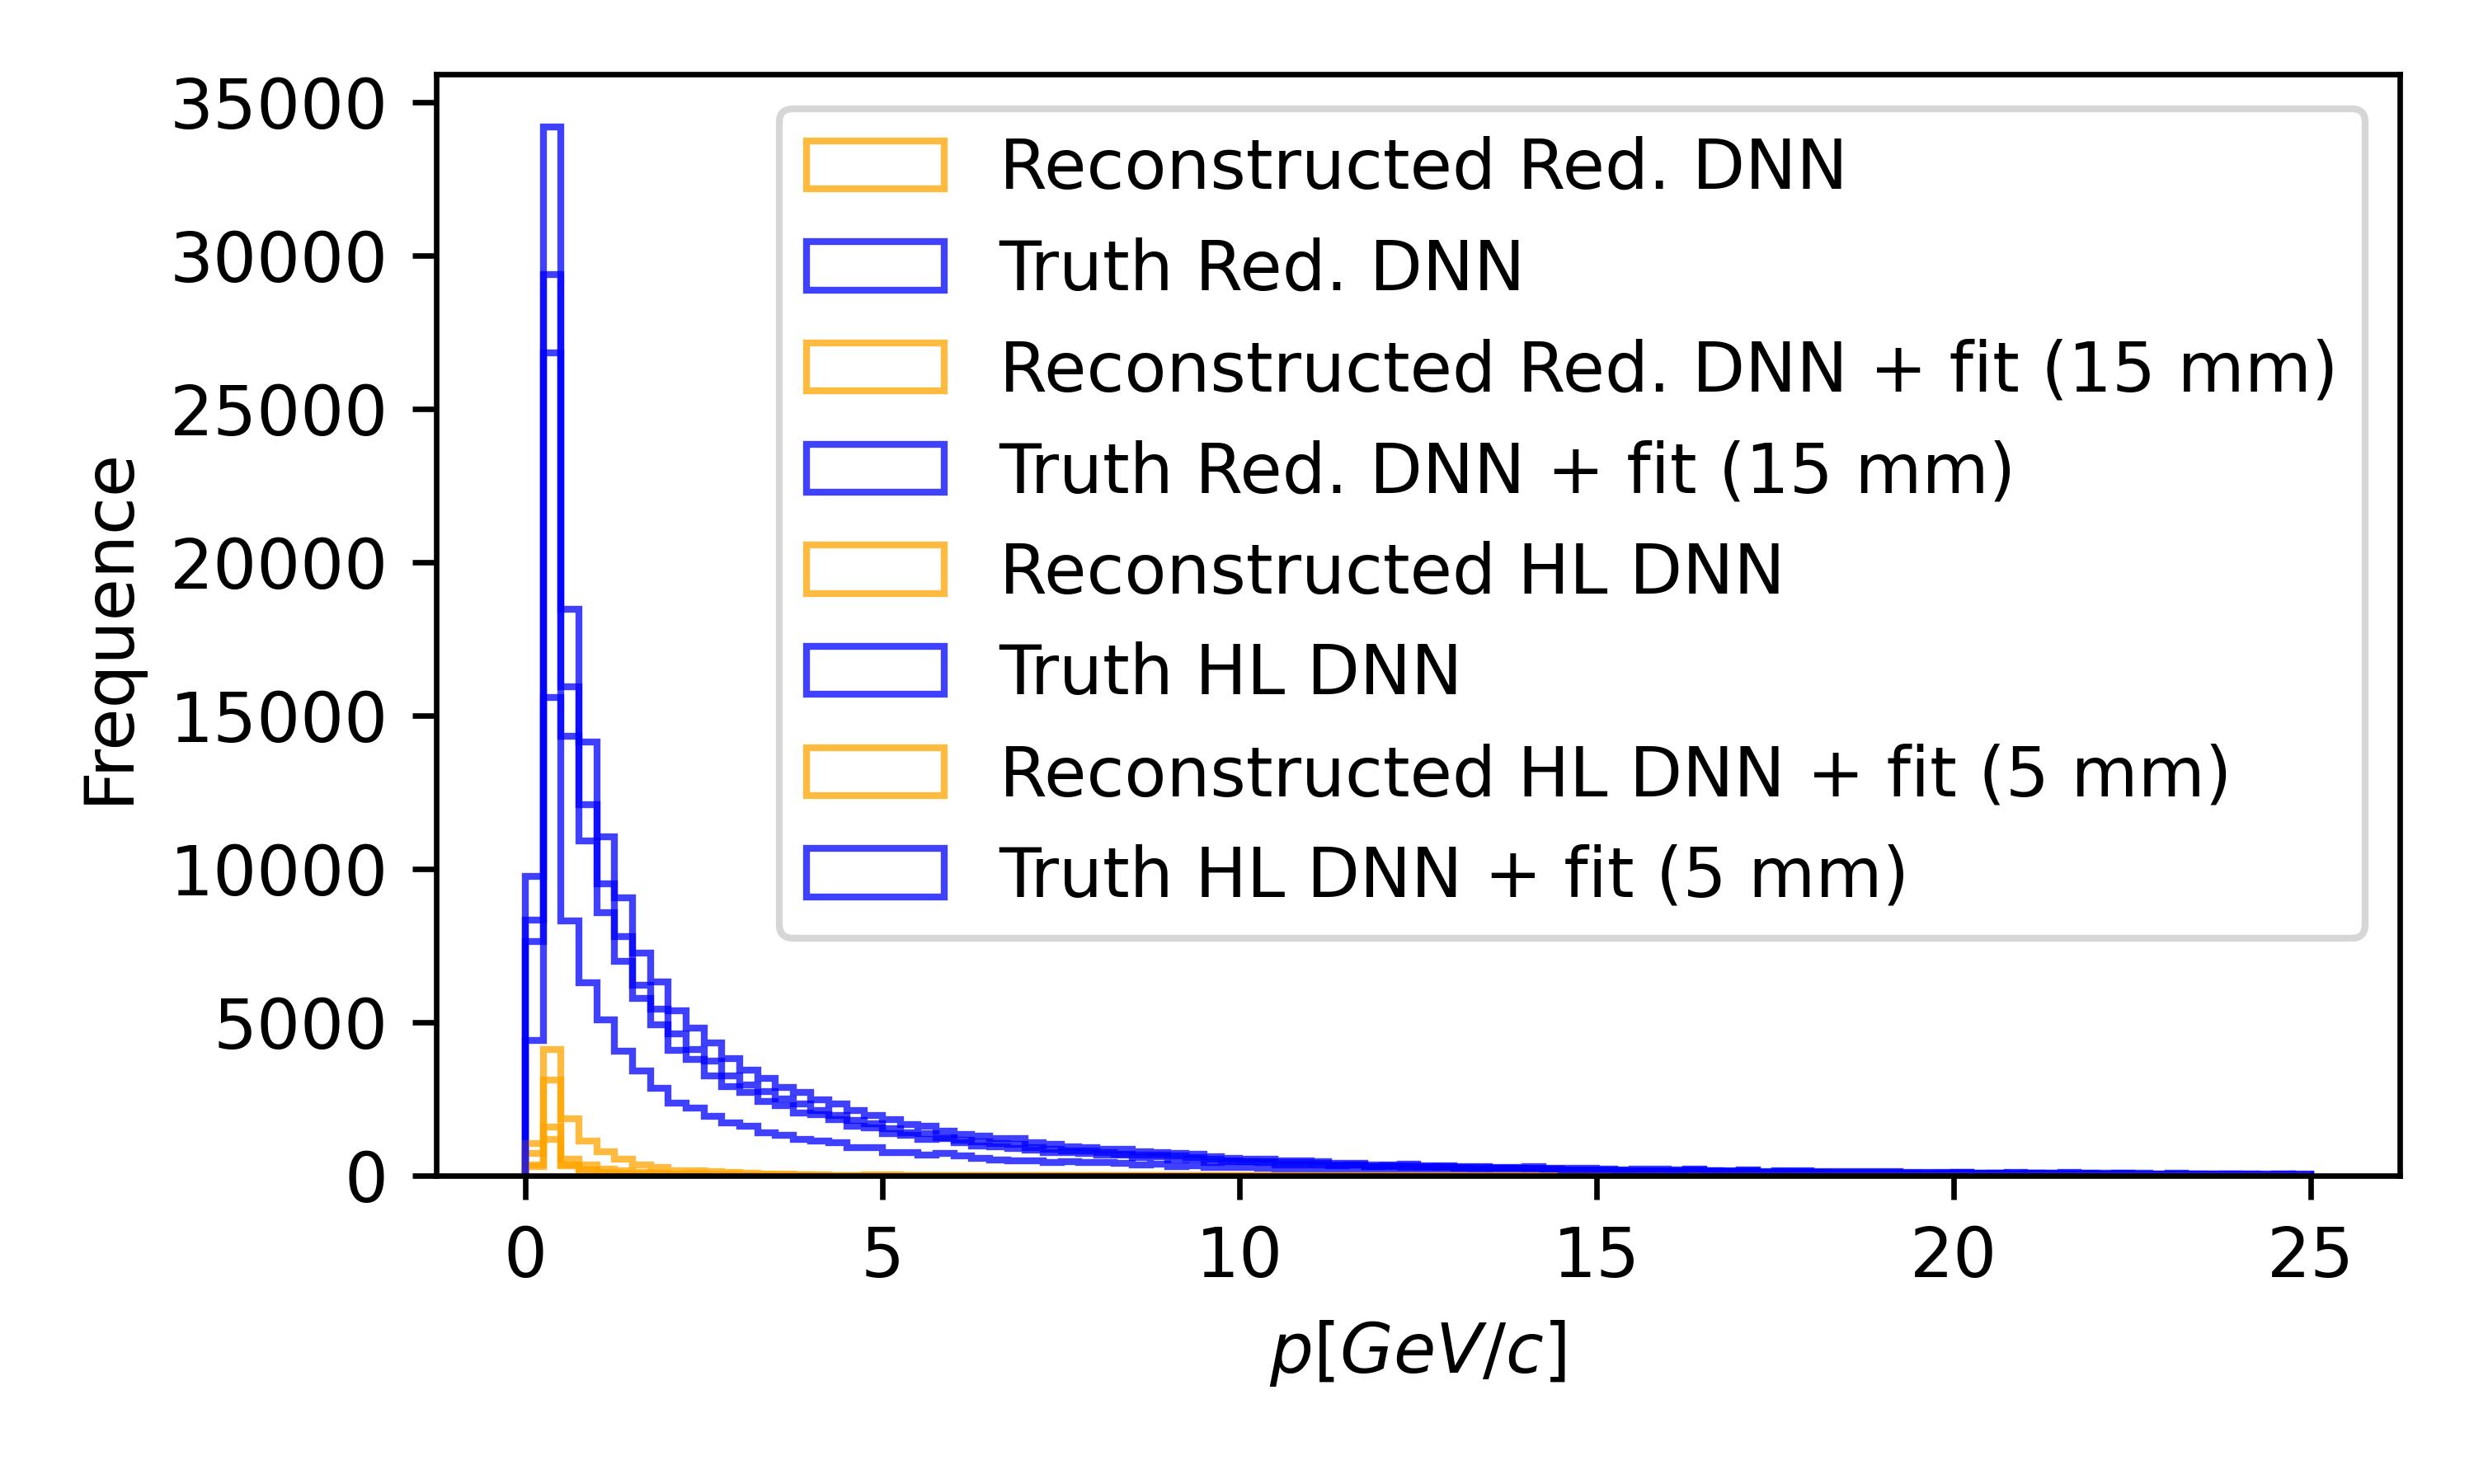 35000
30000
25000
20000
15000
10000
5000
0
Frequence
Reconstructed Red. DNN
Truth Red. DNN
Reconstructed Red. DNN + fit (15 mm)
Truth Red. DNN + fit (15 mm)
Reconstructed HL DNN
Truth HL DNN
Reconstructed HL DNN + fit (5 mm)
Truth HL DNN + fit (5 mm)
0 5 10 15 20 25
p[GeV/c]